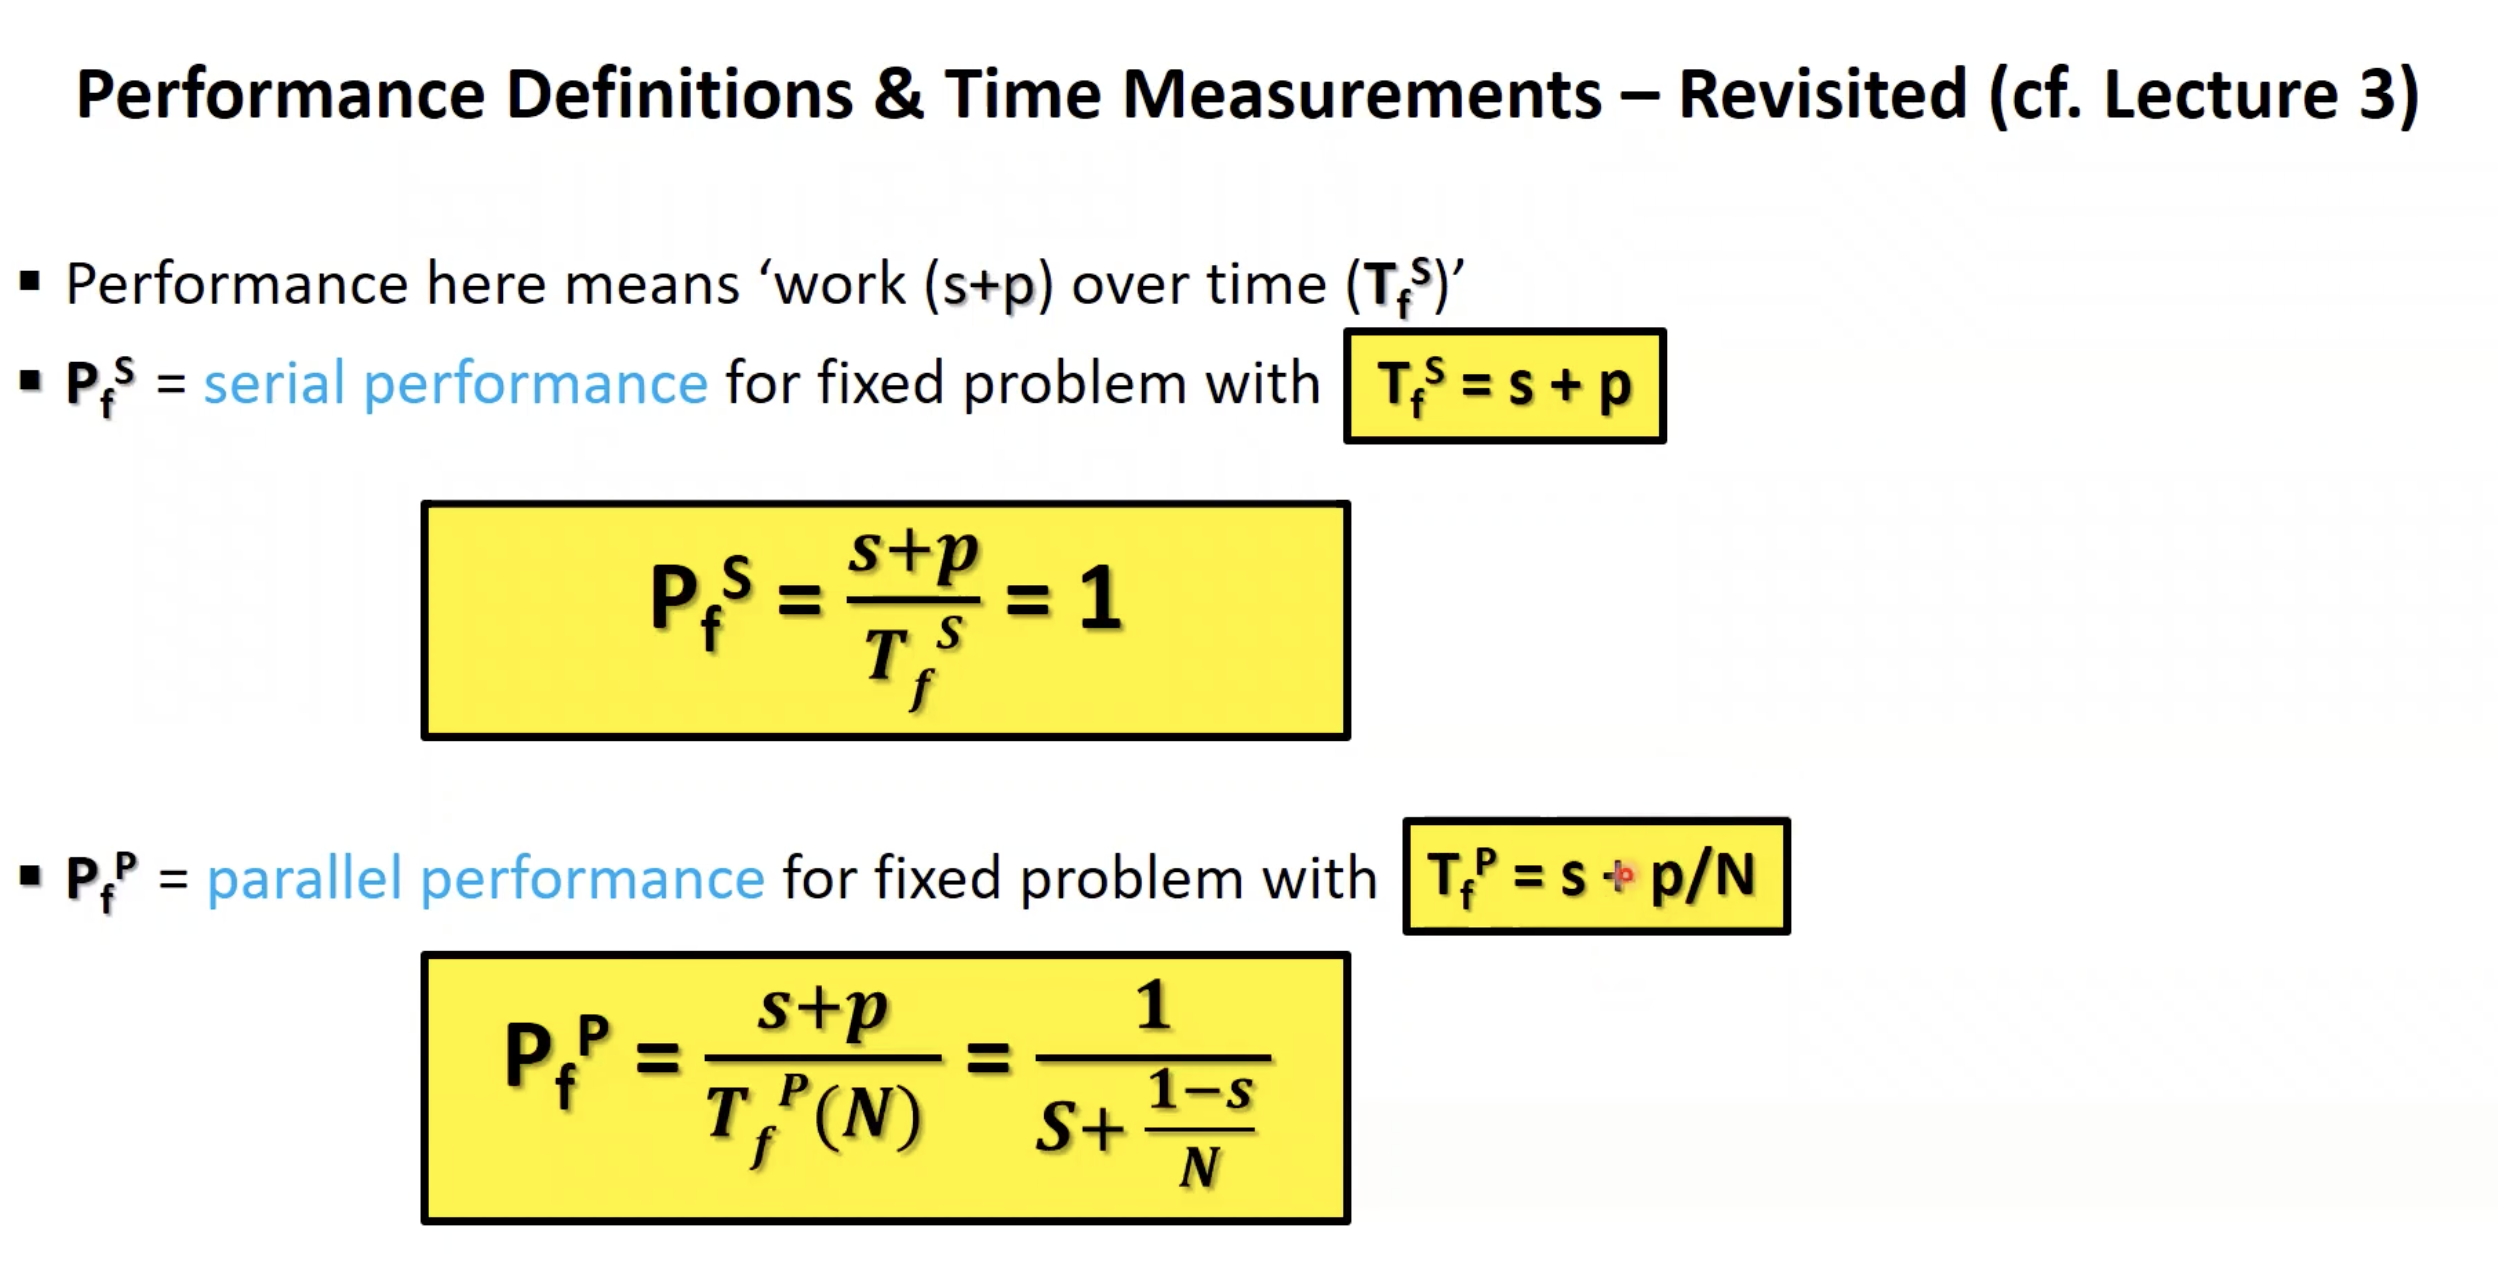 Performance Definitions & Time Measurements – Revisited (cf. Lecture 3)
▪ Performance here means ‘work (s+p) over time (T_f^S)’
▪ P_f^S = serial performance for fixed problem with T_f^S = s + p
P_f^S = \frac{s+p}{T_f^S} = 1
▪ P_f^P = parallel performance for fixed problem with T_f^P = s + p/N
P_f^P = \frac{s+p}{T_f^P(N)} = \frac{1}{S+\frac{1-s}{N}}